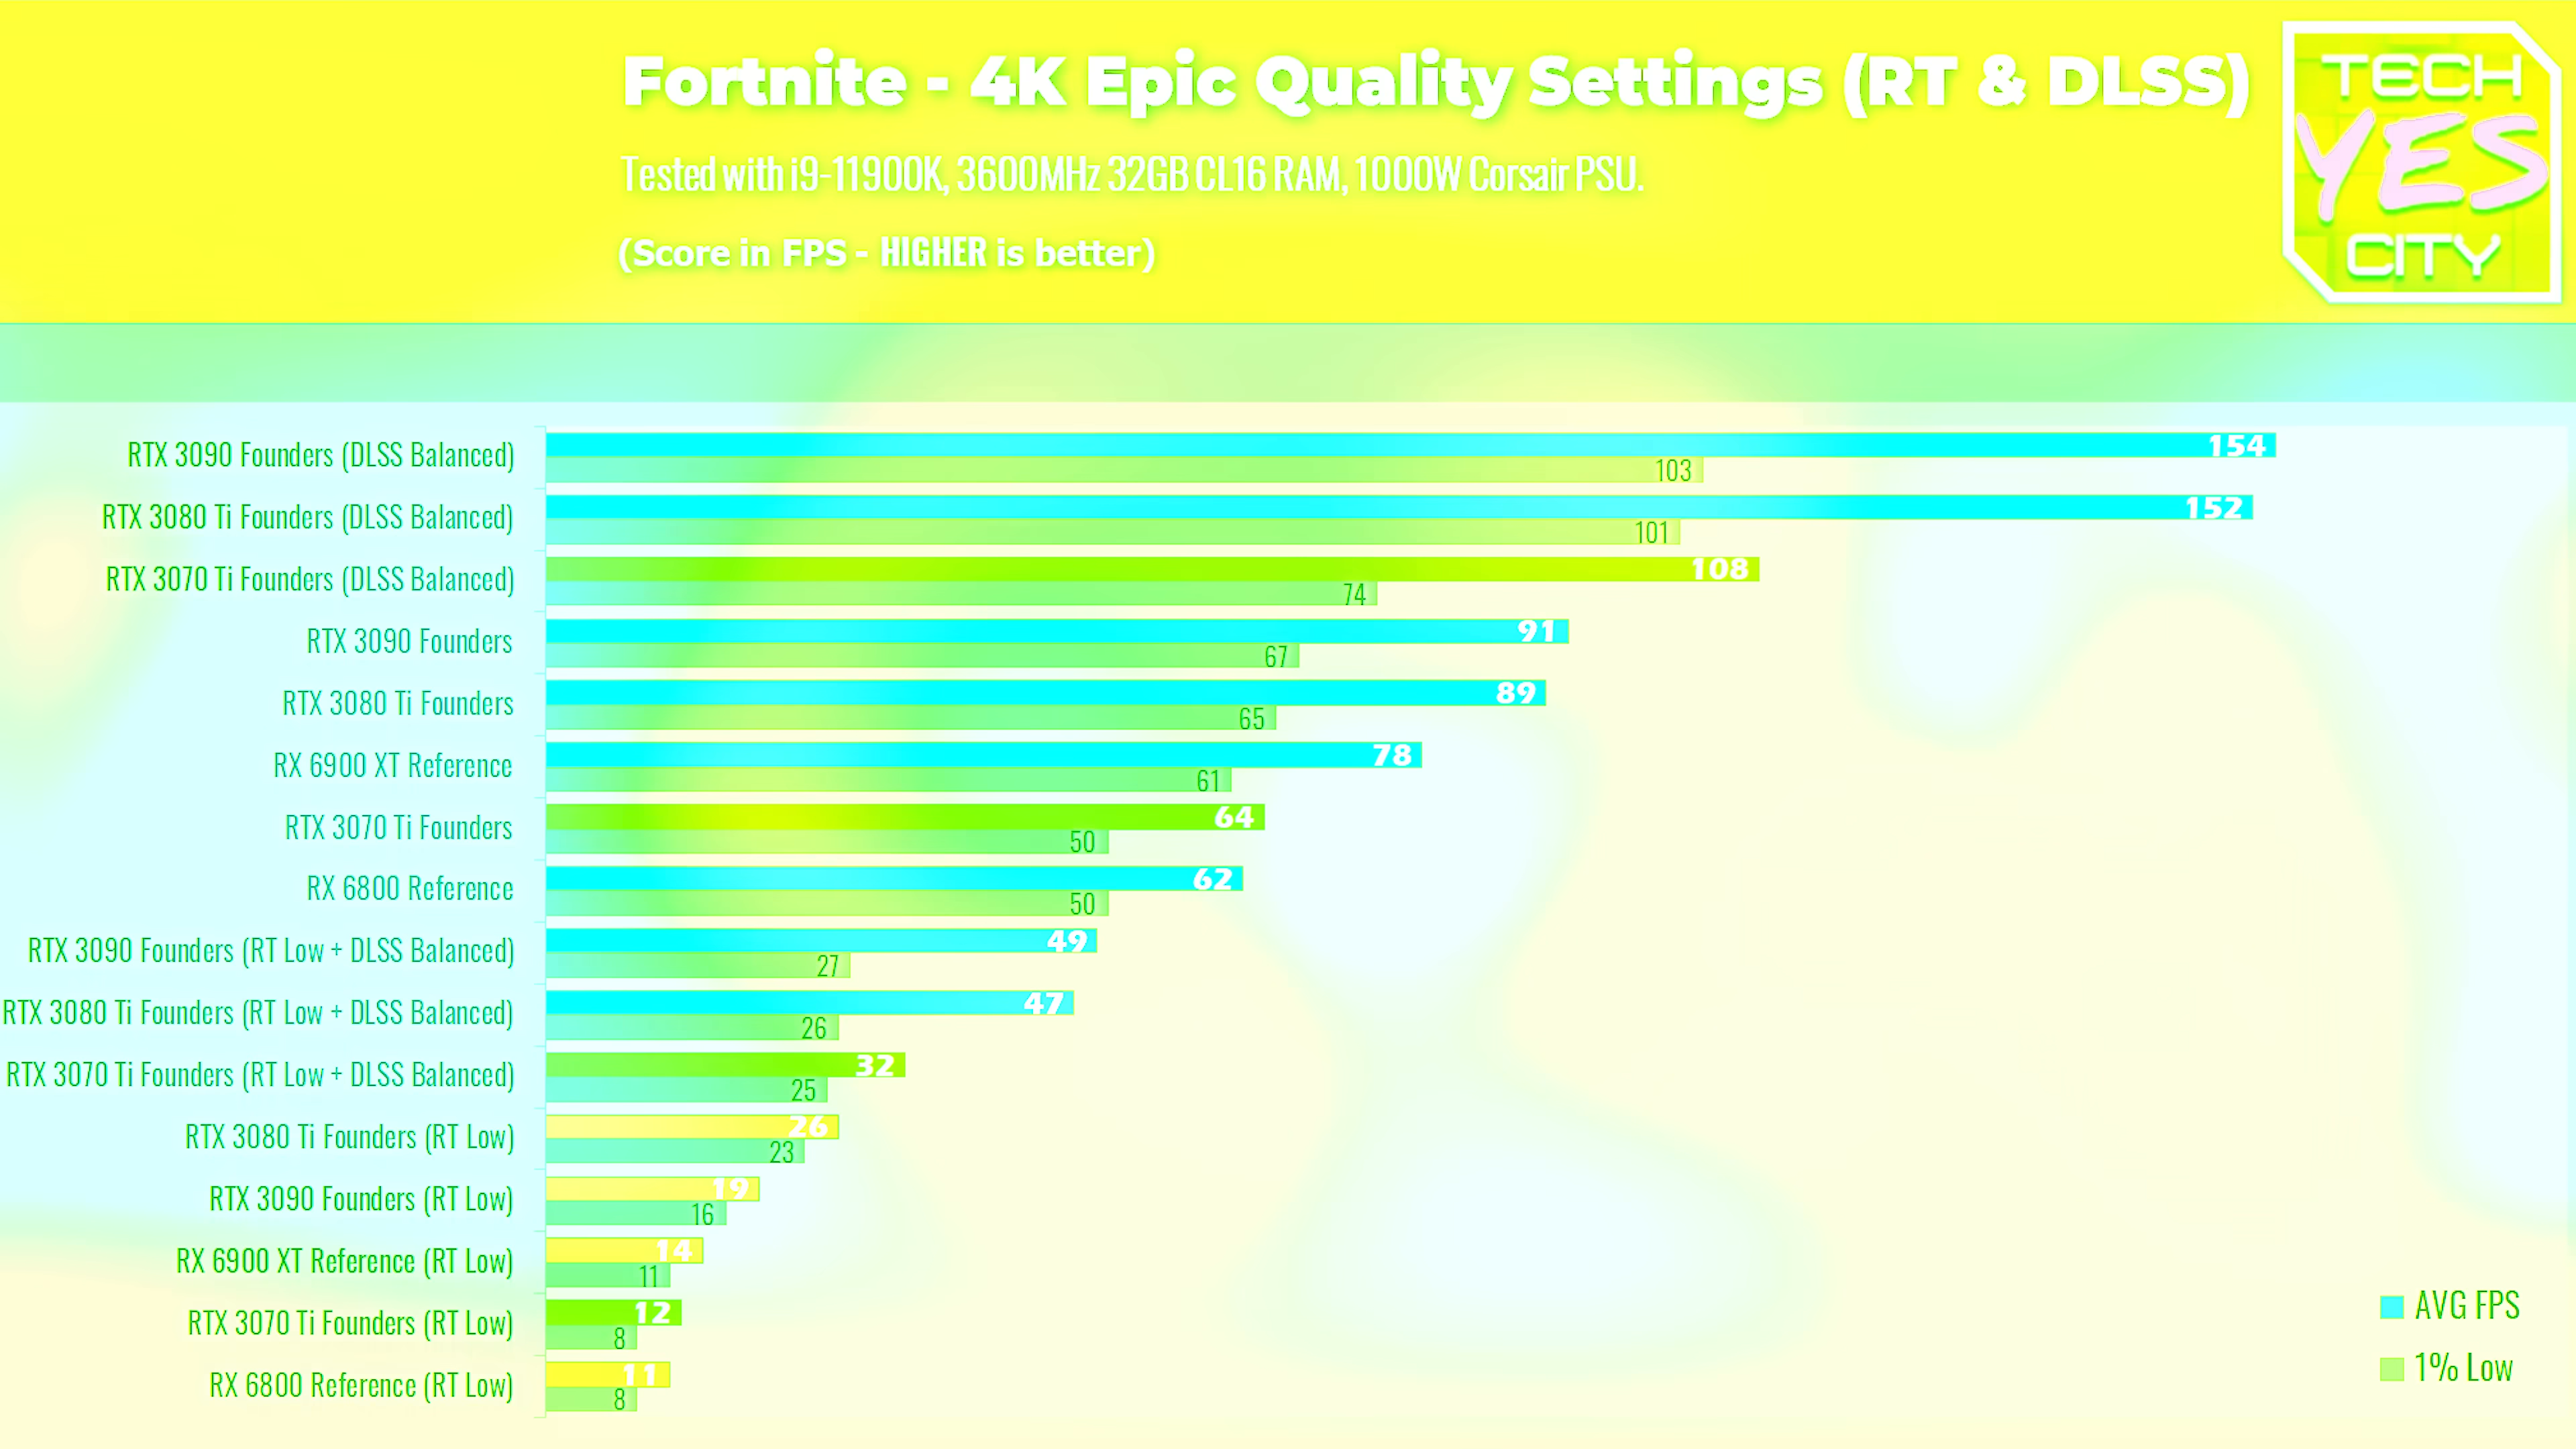 Fortnite - 4K Epic Quality Settings (RT & DLSS)
TECH
YES
CITY
Tested with i9-11900K, 3600MHz 32GB CL16 RAM, 1000W Corsair PSU.
(Score in FPS - HIGHER is better)
RTX 3090 Founders (DLSS Balanced) 154
103
RTX 3080 Ti Founders (DLSS Balanced) 152
101
RTX 3070 Ti Founders (DLSS Balanced) 108
74
RTX 3090 Founders 91
67
RTX 3080 Ti Founders 89
65
RX 6900 XT Reference 78
61
RTX 3070 Ti Founders 64
50
RX 6800 Reference 62
50
RTX 3090 Founders (RT Low + DLSS Balanced) 49
27
RTX 3080 Ti Founders (RT Low + DLSS Balanced) 47
26
RTX 3070 Ti Founders (RT Low + DLSS Balanced) 32
25
RTX 3080 Ti Founders (RT Low) 26
23
RTX 3090 Founders (RT Low) 19
16
RX 6900 XT Reference (RT Low) 14
11
RTX 3070 Ti Founders (RT Low) 12
8
RX 6800 Reference (RT Low) 11
8
AVG FPS
1% Low